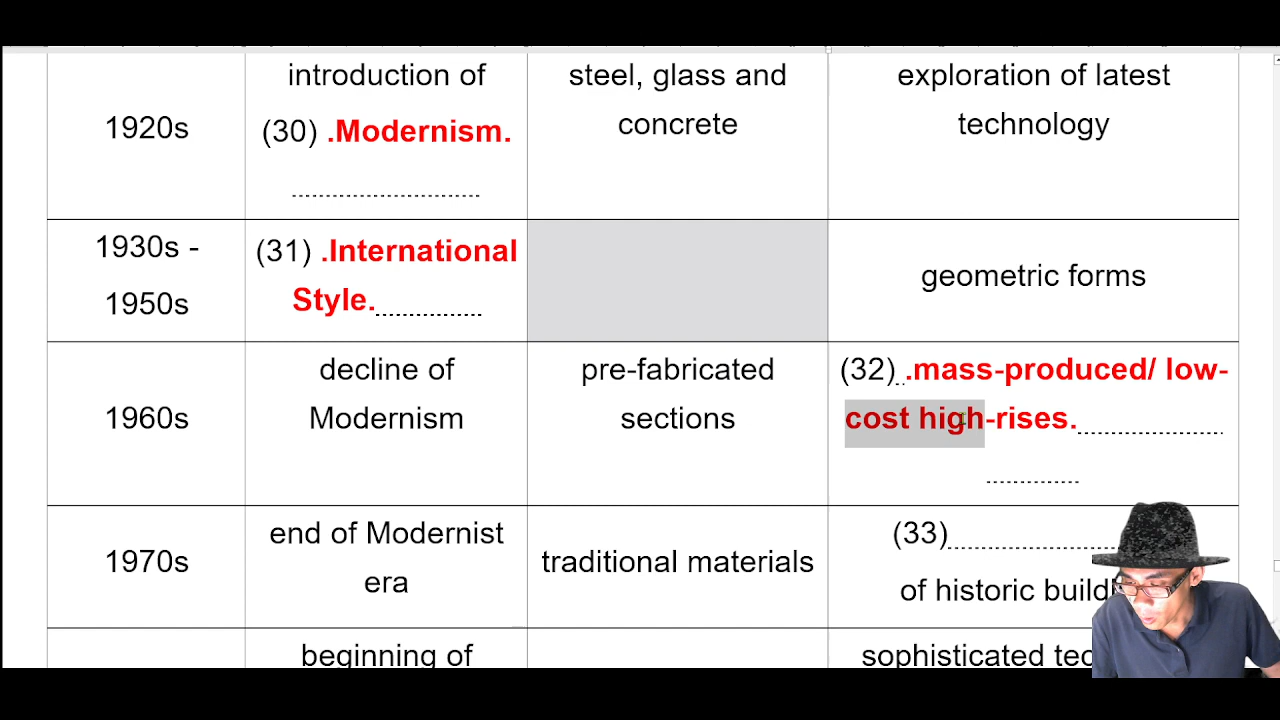 1920s
introduction of
(30) .Modernism.
steel, glass and
concrete
exploration of latest
technology
1930s -
1950s
(31) .International
Style.
geometric forms
1960s
decline of
Modernism
pre-fabricated
sections
(32) .mass-produced/ low-
cost high-rises.
1970s
end of Modernist
era
traditional materials
(33)
of historic
beginning of
sophisticated